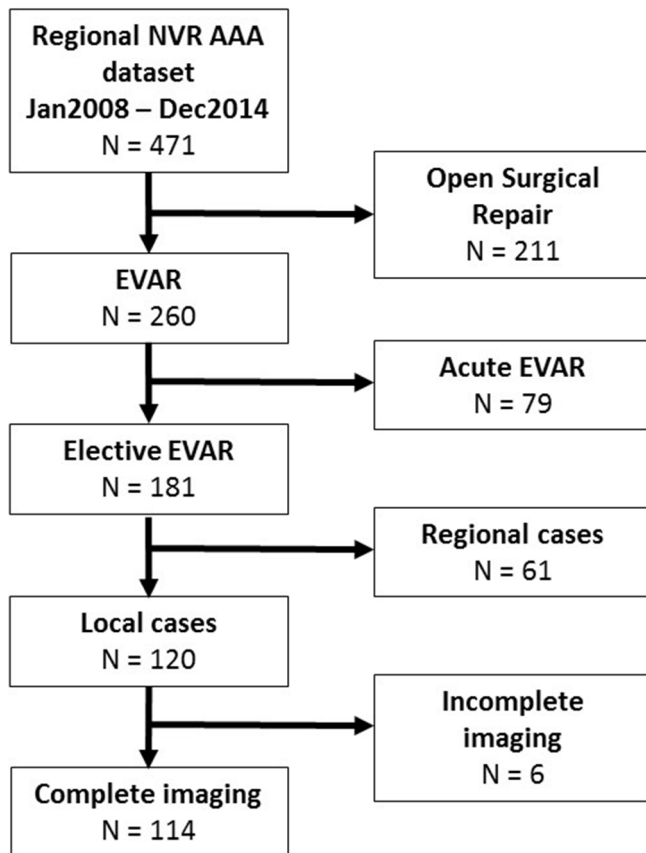 Regional NVR AAA
dataset
Jan2008 – Dec2014
N = 471
Open Surgical
Repair
N = 211
EVAR
N = 260
Acute EVAR
N = 79
Elective EVAR
N = 181
Regional cases
N = 61
Local cases
N = 120
Incomplete
imaging
N = 6
Complete imaging
N = 114